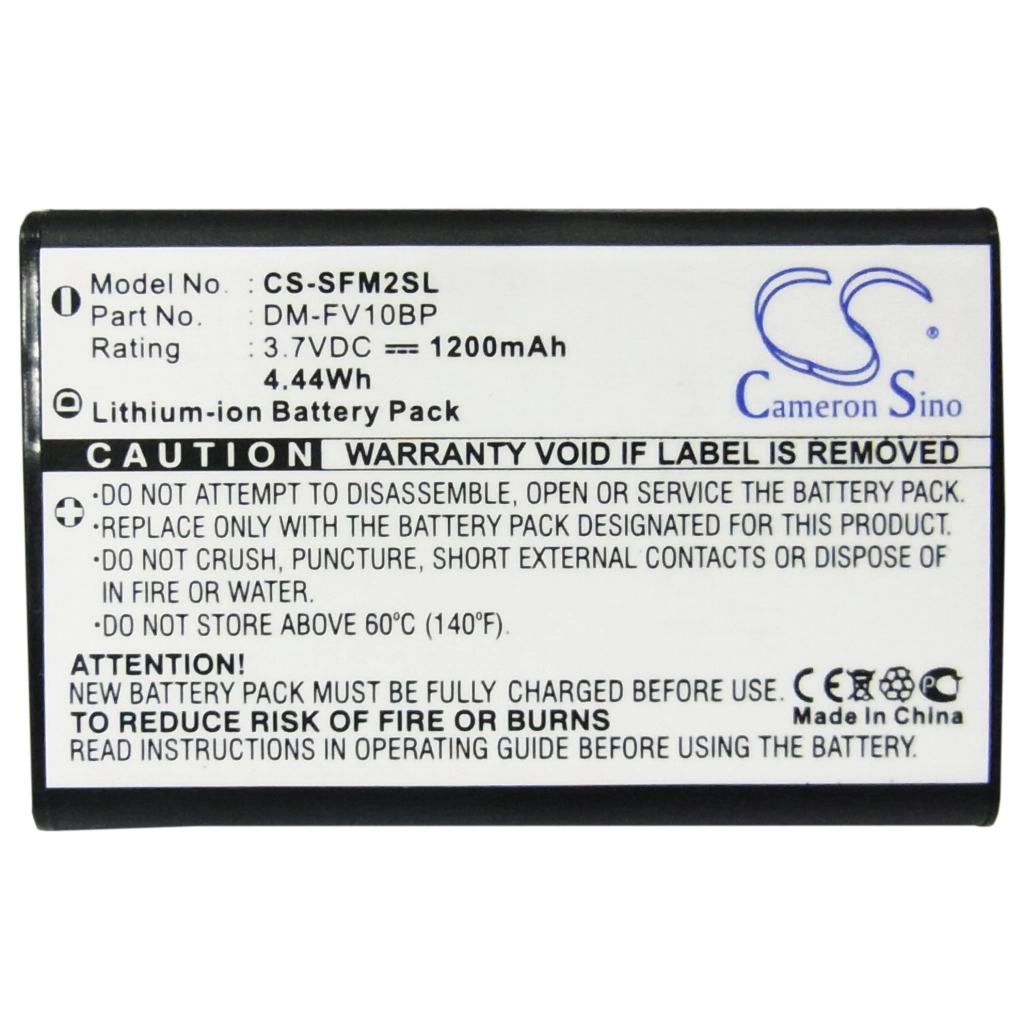 Model No. : CS-SFM2SL
Part No. : DM-FV10BP
Rating : 3.7VDC 1200mAh
4.44Wh
Lithium-ion Battery Pack
CS
®
Cameron Sino
CAUTION WARRANTY VOID IF LABEL IS REMOVED
•DO NOT ATTEMPT TO DISASSEMBLE, OPEN OR SERVICE THE BATTERY PACK.
•REPLACE ONLY WITH THE BATTERY PACK DESIGNATED FOR THIS PRODUCT.
•DO NOT CRUSH, PUNCTURE, SHORT EXTERNAL CONTACTS OR DISPOSE OF
IN FIRE OR WATER.
•DO NOT STORE ABOVE 60°C (140°F).
ATTENTION!
NEW BATTERY PACK MUST BE FULLY CHARGED BEFORE USE.
CE PC
Made In China
TO REDUCE RISK OF FIRE OR BURNS
READ INSTRUCTIONS IN OPERATING GUIDE BEFORE USING THE BATTERY.